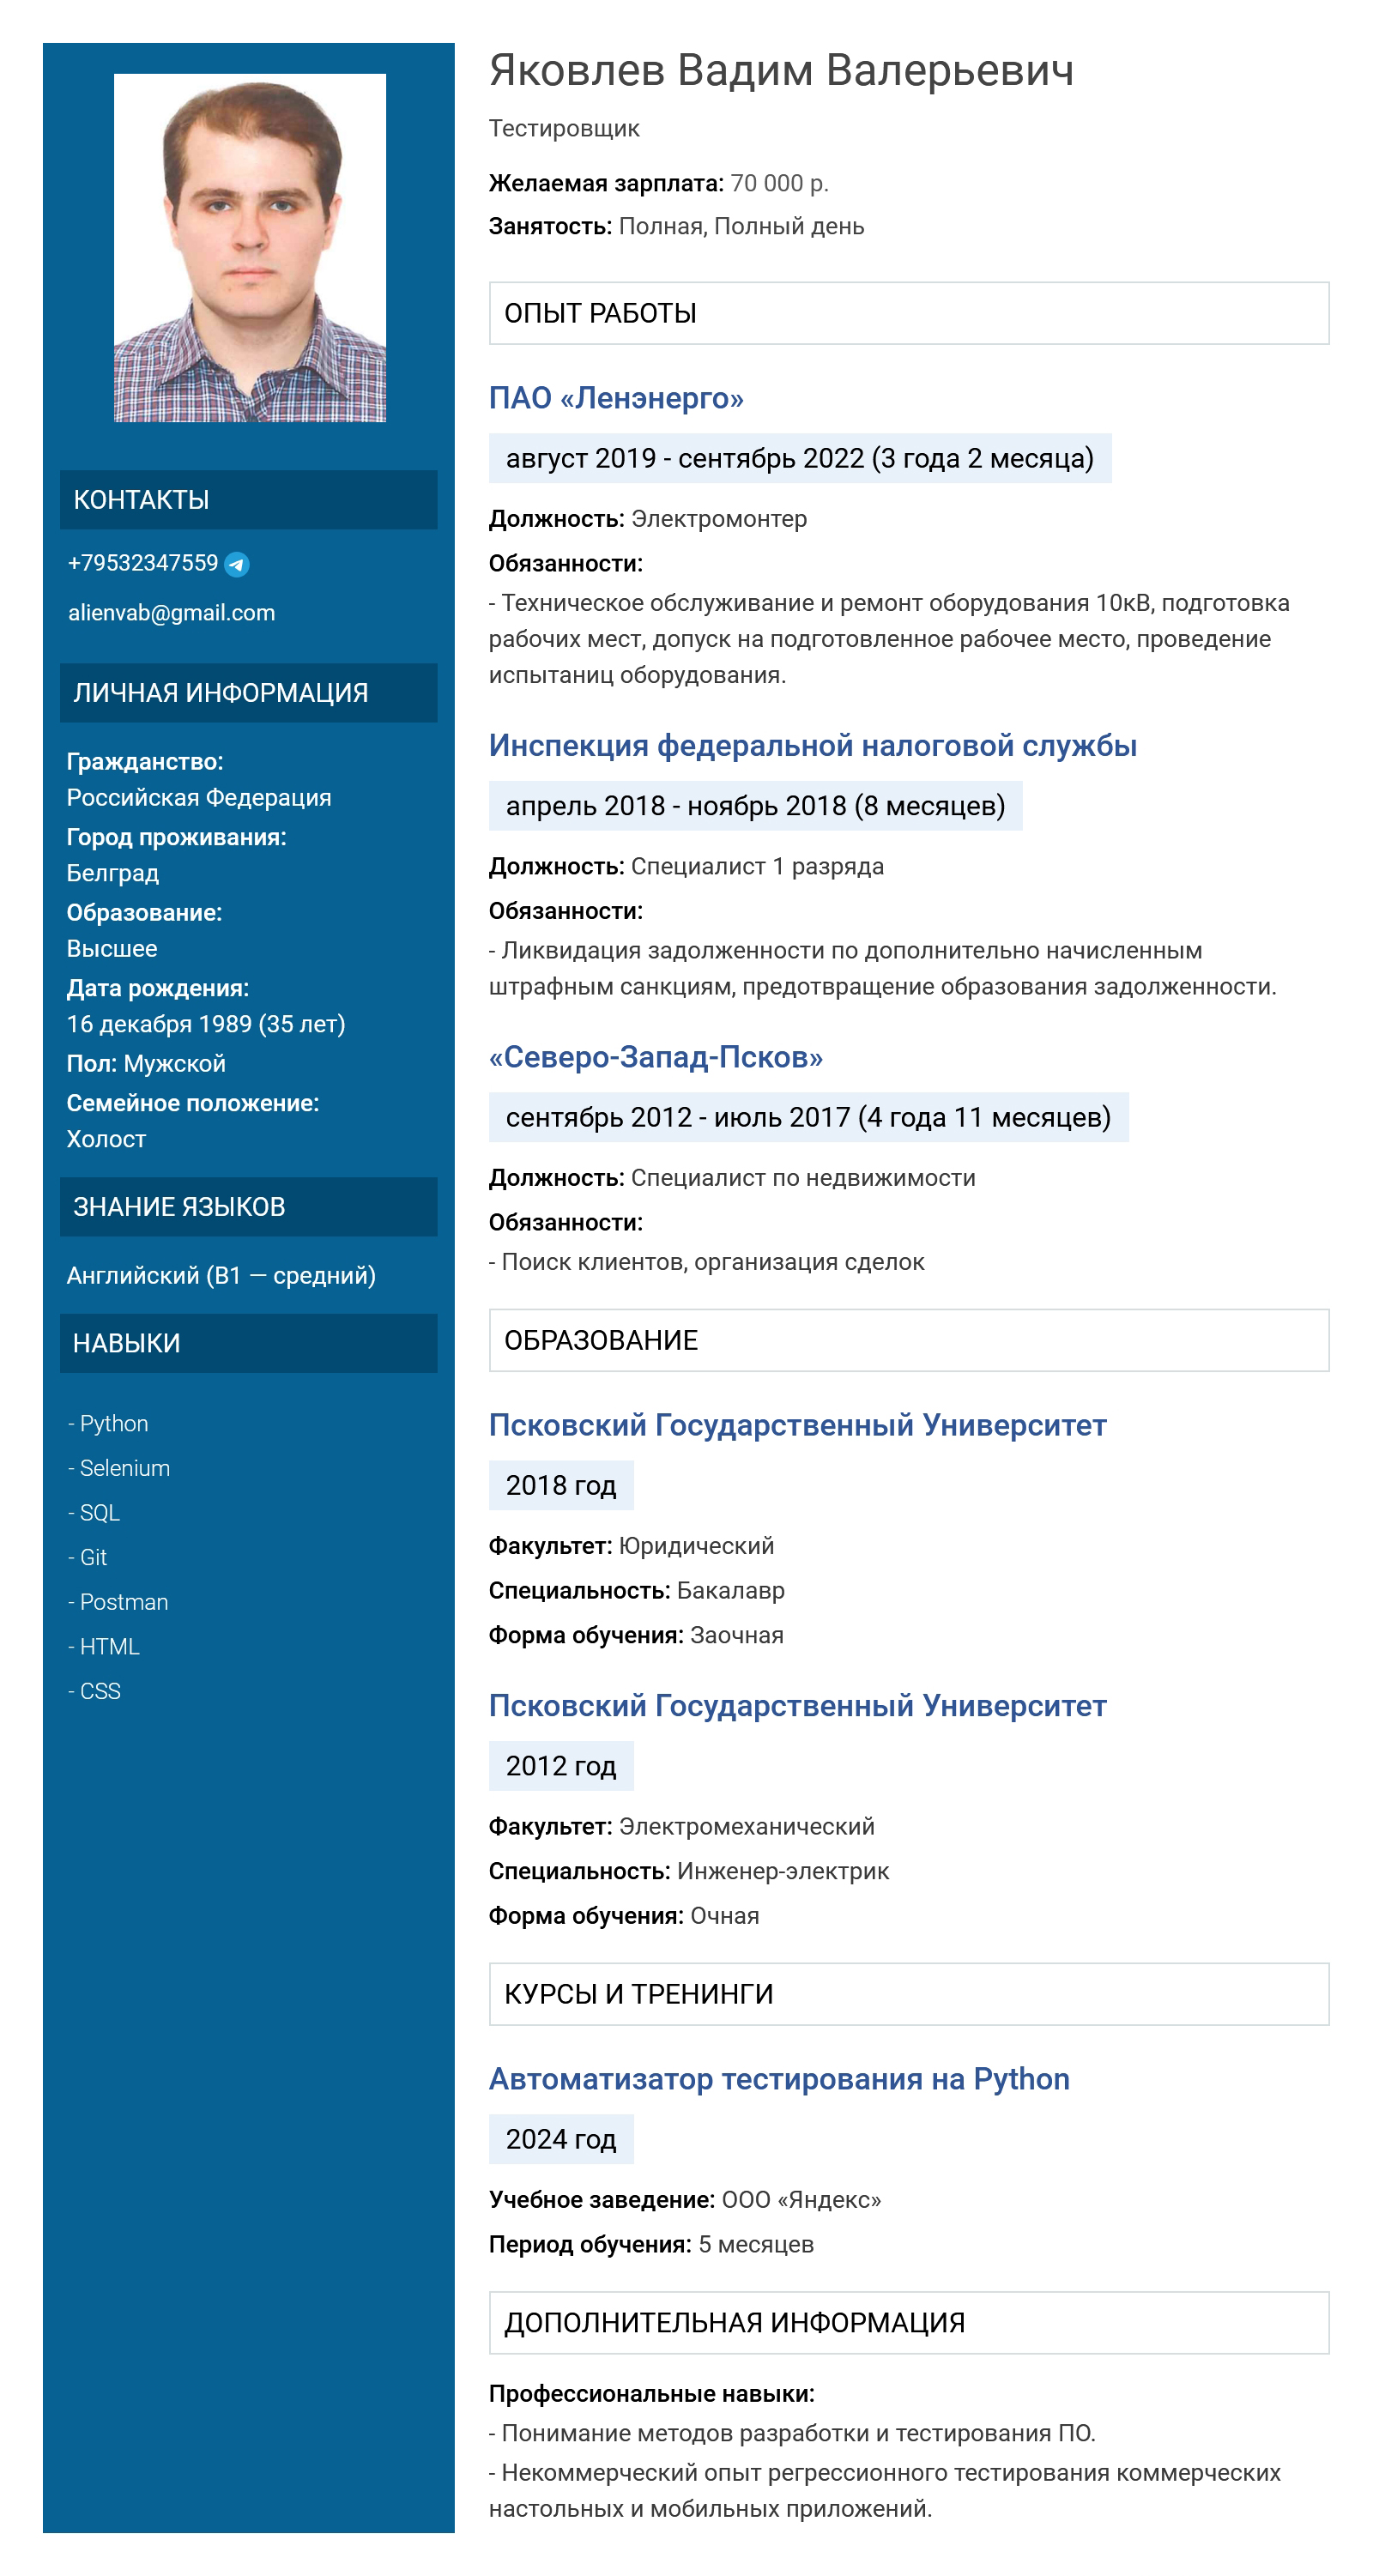 КОНТАКТЫ
+79532347559
alienvab@gmail.com
ЛИЧНАЯ ИНФОРМАЦИЯ
Гражданство:
Российская Федерация
Город проживания:
Белград
Образование:
Высшее
Дата рождения:
16 декабря 1989 (35 лет)
Пол: Мужской
Семейное положение:
Холост
ЗНАНИЕ ЯЗЫКОВ
Английский (B1 — средний)
НАВЫКИ
- Python
- Selenium
- SQL
- Git
- Postman
- HTML
- CSS
Яковлев Вадим Валерьевич
Тестировщик
Желаемая зарплата: 70 000 р.
Занятость: Полная, Полный день
ОПЫТ РАБОТЫ
ПАО «Ленэнерго»
август 2019 - сентябрь 2022 (3 года 2 месяца)
Должность: Электромонтер
Обязанности:
- Техническое обслуживание и ремонт оборудования 10кВ, подготовка
рабочих мест, допуск на подготовленное рабочее место, проведение
испытаниц оборудования.
Инспекция федеральной налоговой службы
апрель 2018 - ноябрь 2018 (8 месяцев)
Должность: Специалист 1 разряда
Обязанности:
- Ликвидация задолженности по дополнительно начисленным
штрафным санкциям, предотвращение образования задолженности.
«Северо-Запад-Псков»
сентябрь 2012 - июль 2017 (4 года 11 месяцев)
Должность: Специалист по недвижимости
Обязанности:
- Поиск клиентов, организация сделок
ОБРАЗОВАНИЕ
Псковский Государственный Университет
2018 год
Факультет: Юридический
Специальность: Бакалавр
Форма обучения: Заочная
Псковский Государственный Университет
2012 год
Факультет: Электромеханический
Специальность: Инженер-электрик
Форма обучения: Очная
КУРСЫ И ТРЕНИНГИ
Автоматизатор тестирования на Python
2024 год
Учебное заведение: ООО «Яндекс»
Период обучения: 5 месяцев
ДОПОЛНИТЕЛЬНАЯ ИНФОРМАЦИЯ
Профессиональные навыки:
- Понимание методов разработки и тестирования ПО.
- Некоммерческий опыт регрессионного тестирования коммерческих
настольных и мобильных приложений.